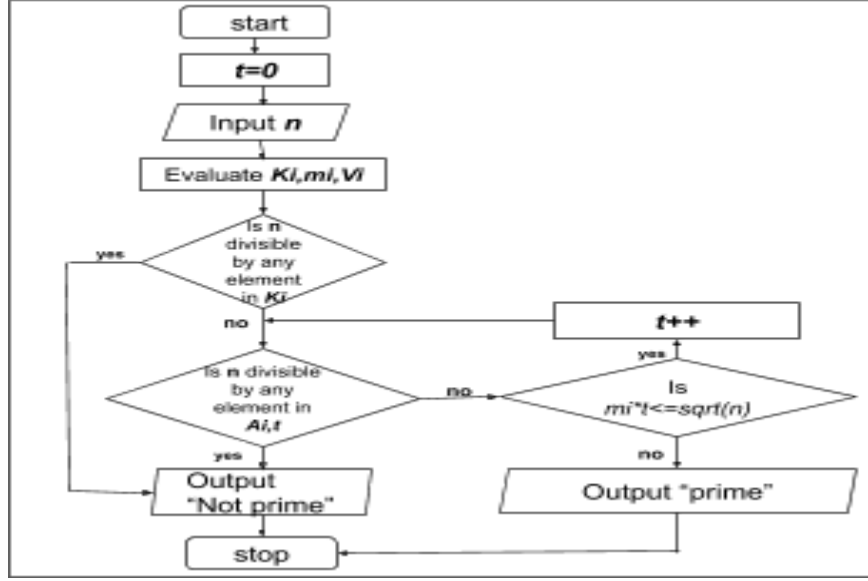 start
t=0
Input n
Evaluate Ki,mi,Vi
Is n
divisible
by any
element
in Ki
yes
no
t++
yes
Is n divisible
by any
element in
Ai,t
no
Is
mi*t<=sqrt(n)
yes
no
Output
“Not prime”
Output “prime”
stop